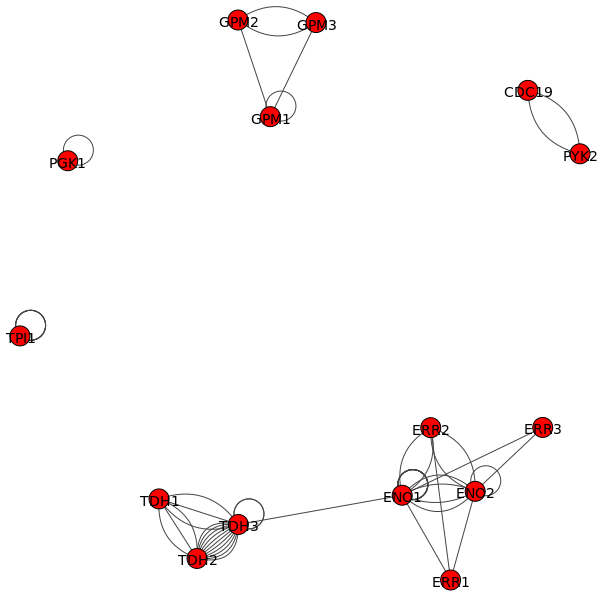 GPM2
GPM3
CDC19
GPM1
PYK2
PGK1
TPI1
ERR2
ERR3
ENO2
ENO1
TDH1
TDH3
TDH2
ERR1